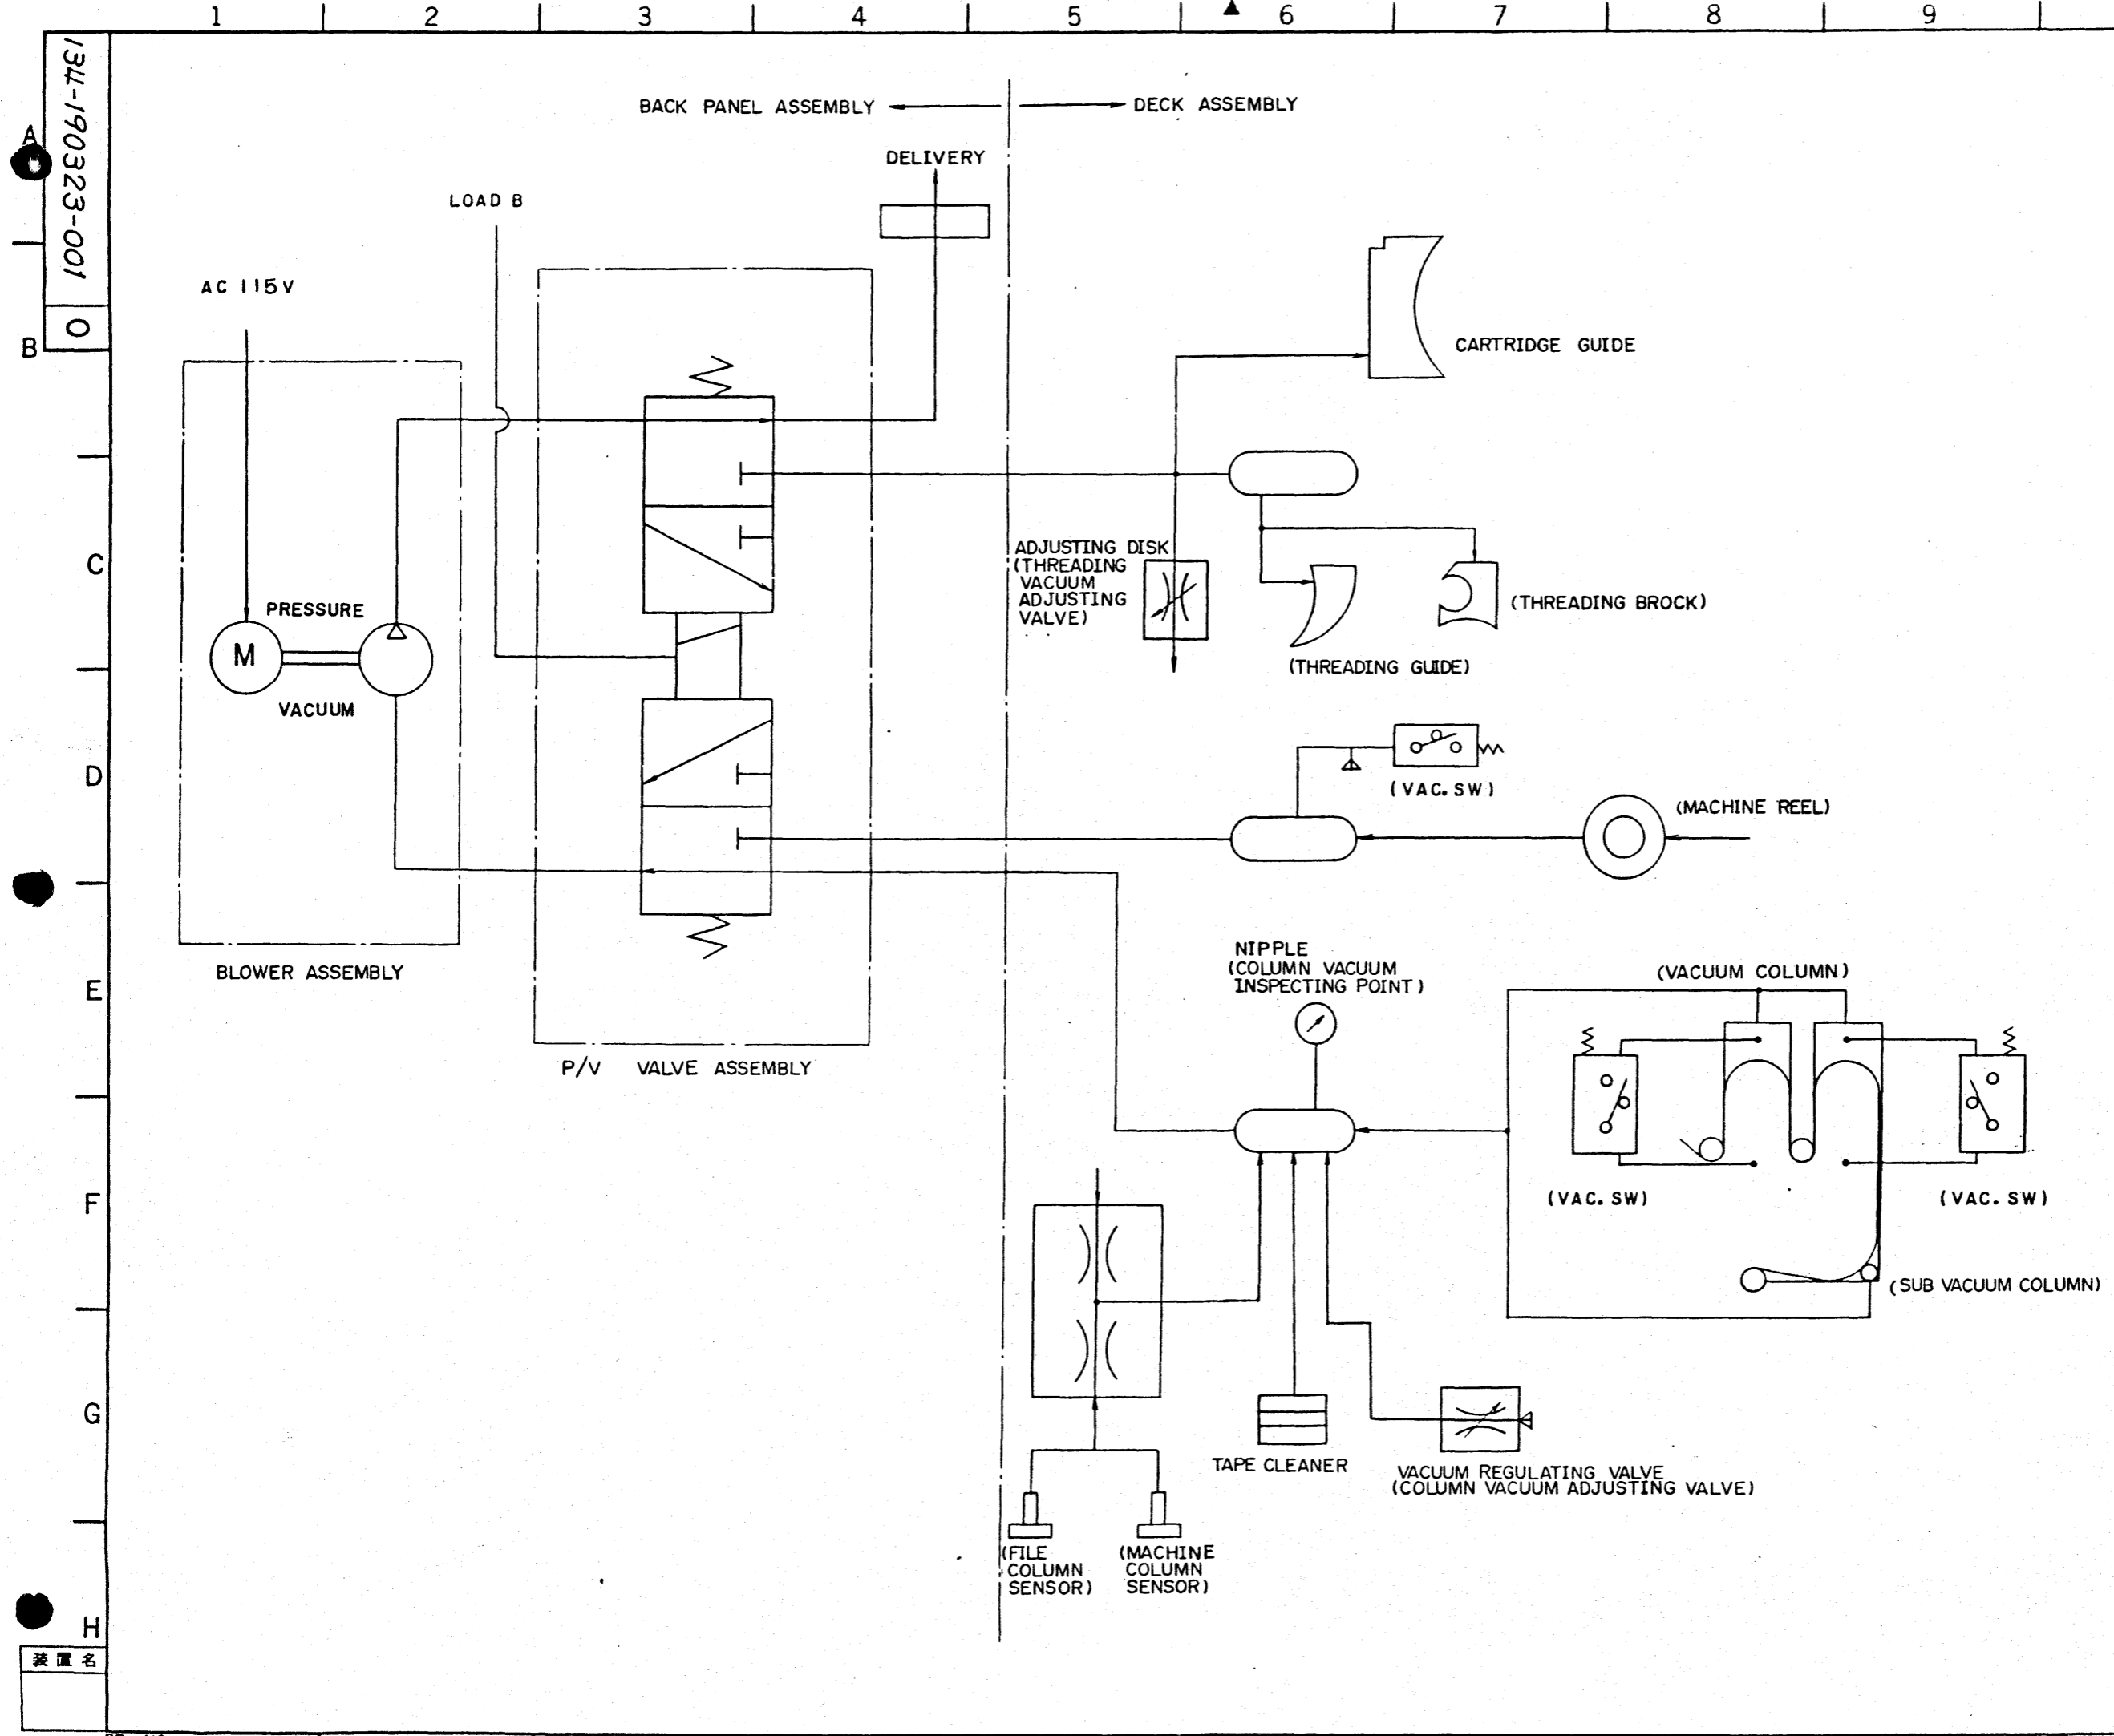 1 2 3 4 5 6 7 8 9
134-190323-001
0
A
B
C
D
E
F
G
H
BACK PANEL ASSEMBLY
DECK ASSEMBLY
DELIVERY
LOAD B
AC 115V
CARTRIDGE GUIDE
ADJUSTING DISK
(THREADING
VACUUM
ADJUSTING
VALVE)
(THREADING BROCK)
(THREADING GUIDE)
PRESSURE
M
VACUUM
(VAC. SW)
(MACHINE REEL)
BLOWER ASSEMBLY
P/V VALVE ASSEMBLY
NIPPLE
(COLUMN VACUUM
INSPECTING POINT)
(VACUUM COLUMN)
(VAC. SW)
(VAC. SW)
(SUB VACUUM COLUMN)
TAPE CLEANER
VACUUM REGULATING VALVE
(COLUMN VACUUM ADJUSTING VALVE)
(FILE
COLUMN
SENSOR)
(MACHINE
COLUMN
SENSOR)
装置名